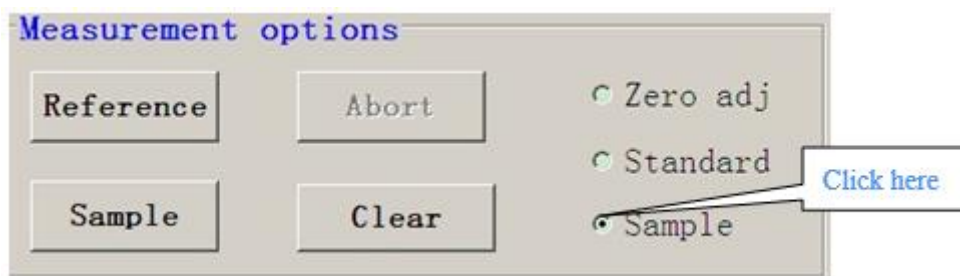 Measurement options
Reference
Abort
Zero adj
Standard
Click here
Sample
Clear
Sample